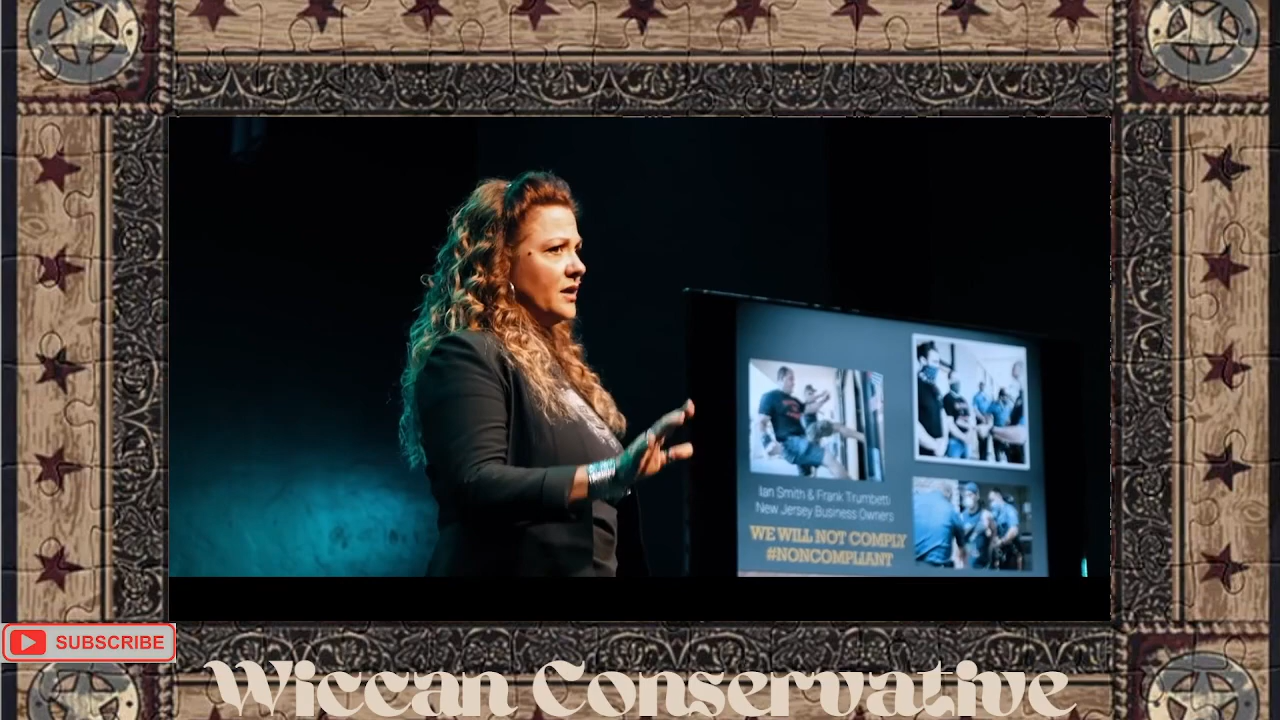 Ian Smith & Frank Trumbetti
New Jersey Business Owners
WE WILL NOT COMPLY
#NONCOMPLIANT
SUBSCRIBE
Wiccan Conservative